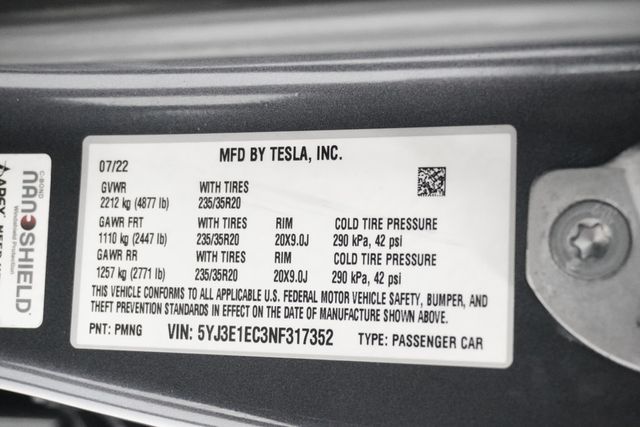 MFD BY TESLA, INC.
07/22
GVWR WITH TIRES
2212 kg (4877 lb) 235/35R20
GAWR FRT WITH TIRES RIM COLD TIRE PRESSURE
1110 kg (2447 lb) 235/35R20 20X9.0J 290 kPa, 42 psi
GAWR RR WITH TIRES RIM COLD TIRE PRESSURE
1257 kg (2771 lb) 235/35R20 20X9.0J 290 kPa, 42 psi
THIS VEHICLE CONFORMS TO ALL APPLICABLE U.S. FEDERAL MOTOR VEHICLE SAFETY, BUMPER, AND
THEFT PREVENTION STANDARDS IN EFFECT ON THE DATE OF MANUFACTURE SHOWN ABOVE.
PNT: PMNG VIN: 5YJ3E1EC3NF317352 TYPE: PASSENGER CAR
C-BOND
nanoSHIELD
Windshield Protection
APEX